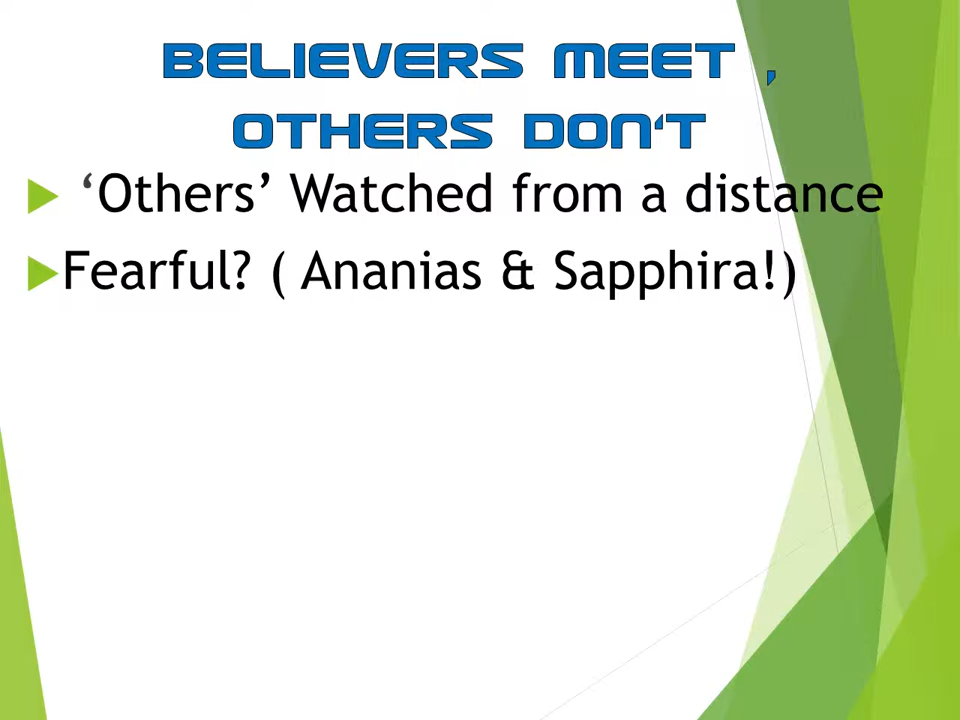 BELIEVERS MEET ,
OTHERS DON‘T
‘Others’ Watched from a distance
Fearful? ( Ananias & Sapphira!)